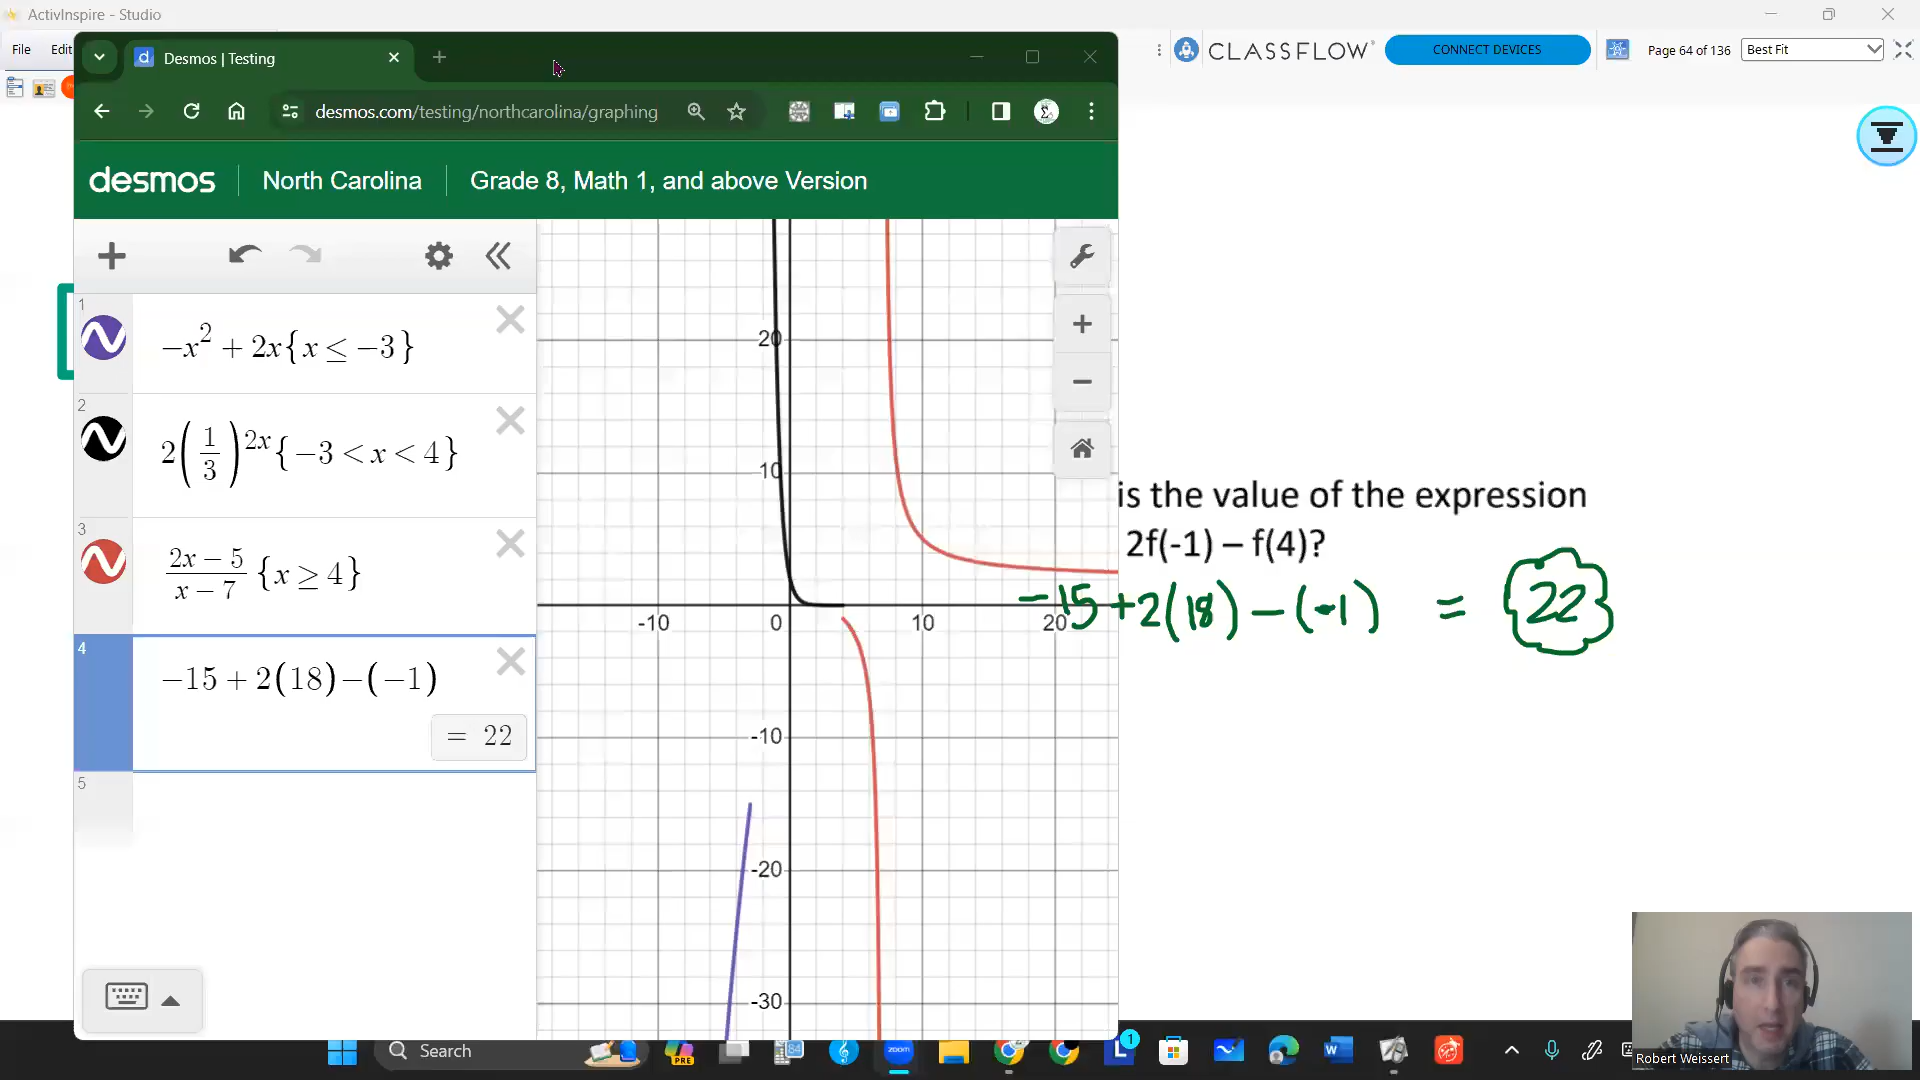 ActivInspire - Studio
File Edit
CLASSFLOW
CONNECT DEVICES
Page 64 of 136
Best Fit
Desmos | Testing
desmos.com/testing/northcarolina/graphing
desmos
North Carolina
Grade 8, Math 1, and above Version
1
−x² + 2x{x ≤ −3}
2
2(1/3)^2x{−3 < x < 4}
3
(2x − 5)/(x − 7) {x ≥ 4}
4
−15 + 2(18) − (−1)
= 22
5
20
10
-10
0
10
20
-10
-20
-30
is the value of the expression
2f(-1) – f(4)?
−15 + 2(18) − (−1) = 22
Search
PRE
84
zoom
L
1
W
Robert Weissert